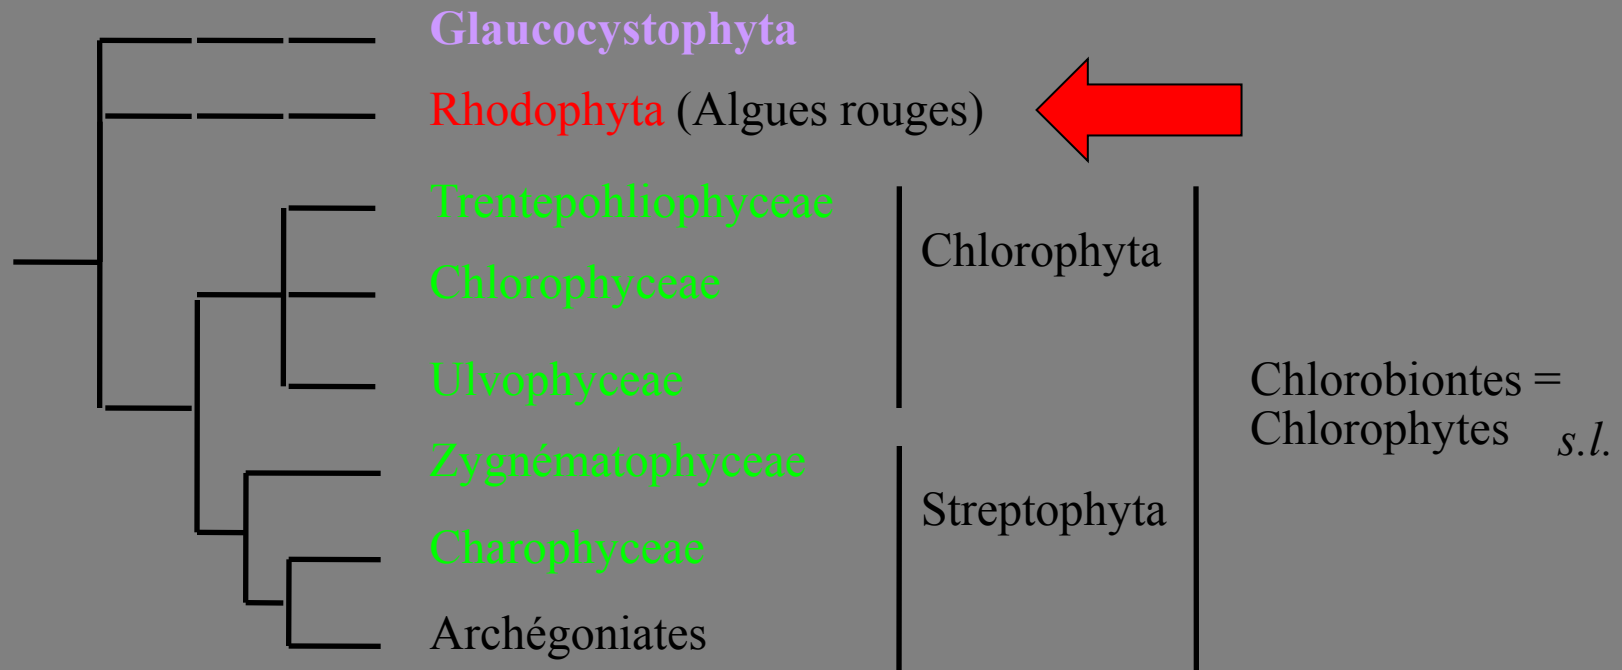 Glaucocystophyta
Rhodophyta (Algues rouges)
Trentepohliophyceae
Chlorophyta
Chlorophyceae
Ulvophyceae
Chlorobiontes =
Chlorophytes s.l.
Zygnématophyceae
Streptophyta
Charophyceae
Archégoniates